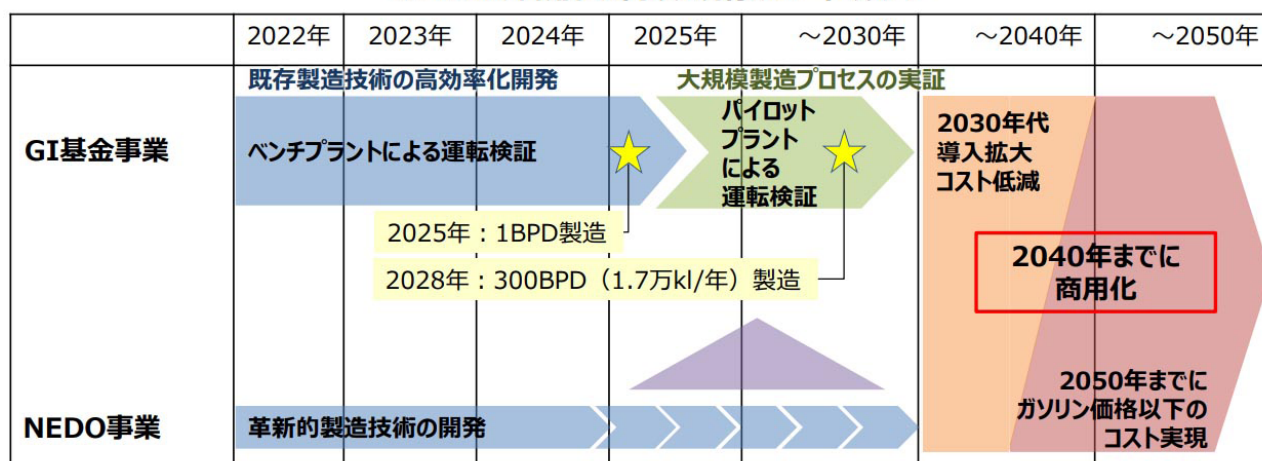 2022年 2023年 2024年 2025年 ～2030年 ～2040年 ～2050年
既存製造技術の高効率化開発
大規模製造プロセスの実証
GI基金事業
ベンチプラントによる運転検証
パイロット
プラント
による
運転検証
2030年代
導入拡大
コスト低減
2025年：1BPD製造
2028年：300BPD（1.7万kl/年）製造
2040年までに
商用化
NEDO事業
革新的製造技術の開発
2050年までに
ガソリン価格以下の
コスト実現